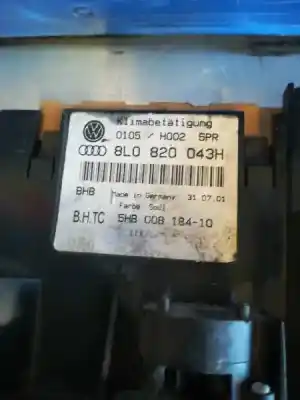 Klimabetätigung
0105 / H002 5PR
8L0 820 043H
BHB Made in Germany 31.07.01
Farbe
B.H.TC 5HB 008 184-10